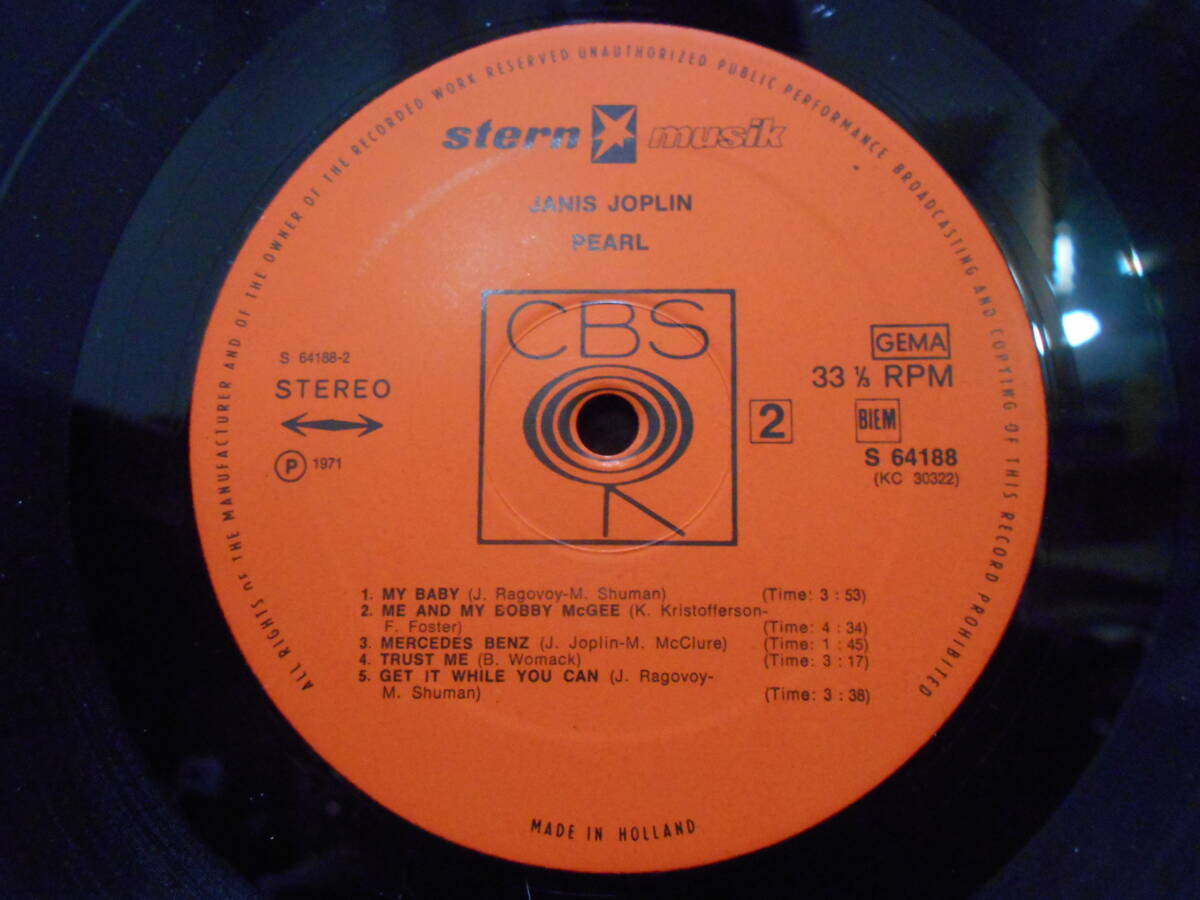 ALL RIGHTS OF THE MANUFACTURER AND OF THE OWNER OF THE RECORDED WORK RESERVED UNAUTHORIZED PUBLIC PERFORMANCE BROADCASTING AND COPYING OF THIS RECORD PROHIBITED
stern musik
JANIS JOPLIN
PEARL
CBS
S 64188-2
STEREO
P 1971
GEMA
33 ⅓ RPM
2
BIEM
S 64188
(KC 30322)
1. MY BABY (J. Ragovoy-M. Shuman) (Time: 3 : 53)
2. ME AND MY BOBBY McGEE (K. Kristofferson-
F. Foster) (Time: 4 : 34)
3. MERCEDES BENZ (J. Joplin-M. McClure) (Time: 1 : 45)
4. TRUST ME (B. Womack) (Time: 3 : 17)
5. GET IT WHILE YOU CAN (J. Ragovoy-
M. Shuman) (Time: 3 : 38)
MADE IN HOLLAND